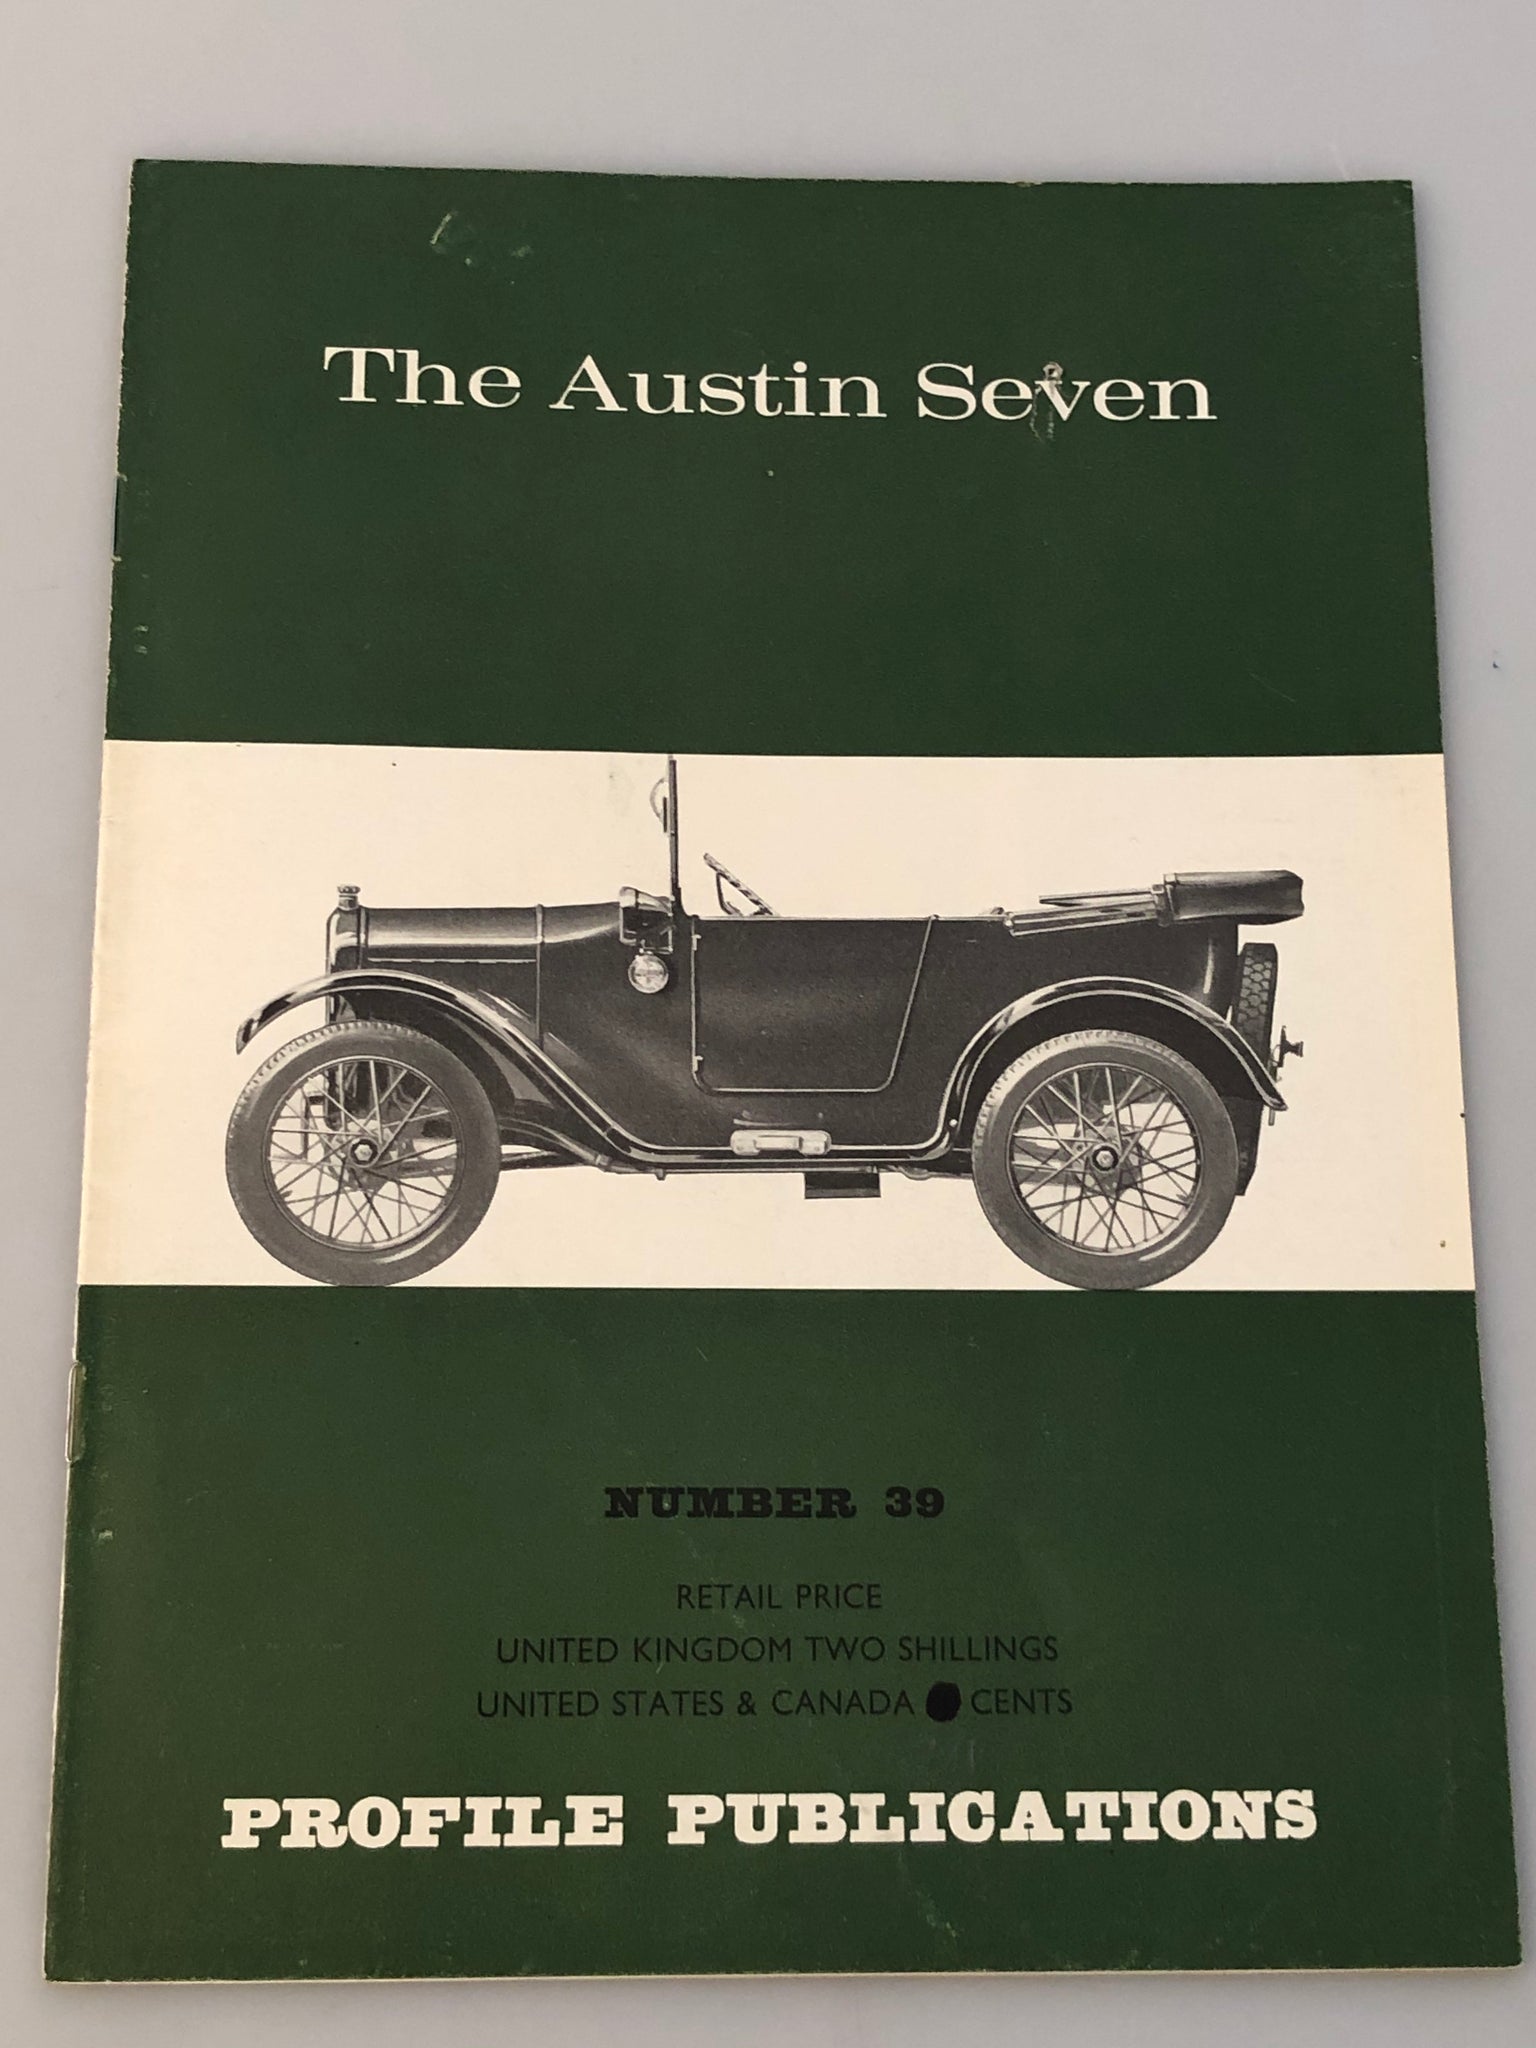 The Austin Seven
NUMBER 39
RETAIL PRICE
UNITED KINGDOM TWO SHILLINGS
UNITED STATES & CANADA CENTS
PROFILE PUBLICATIONS